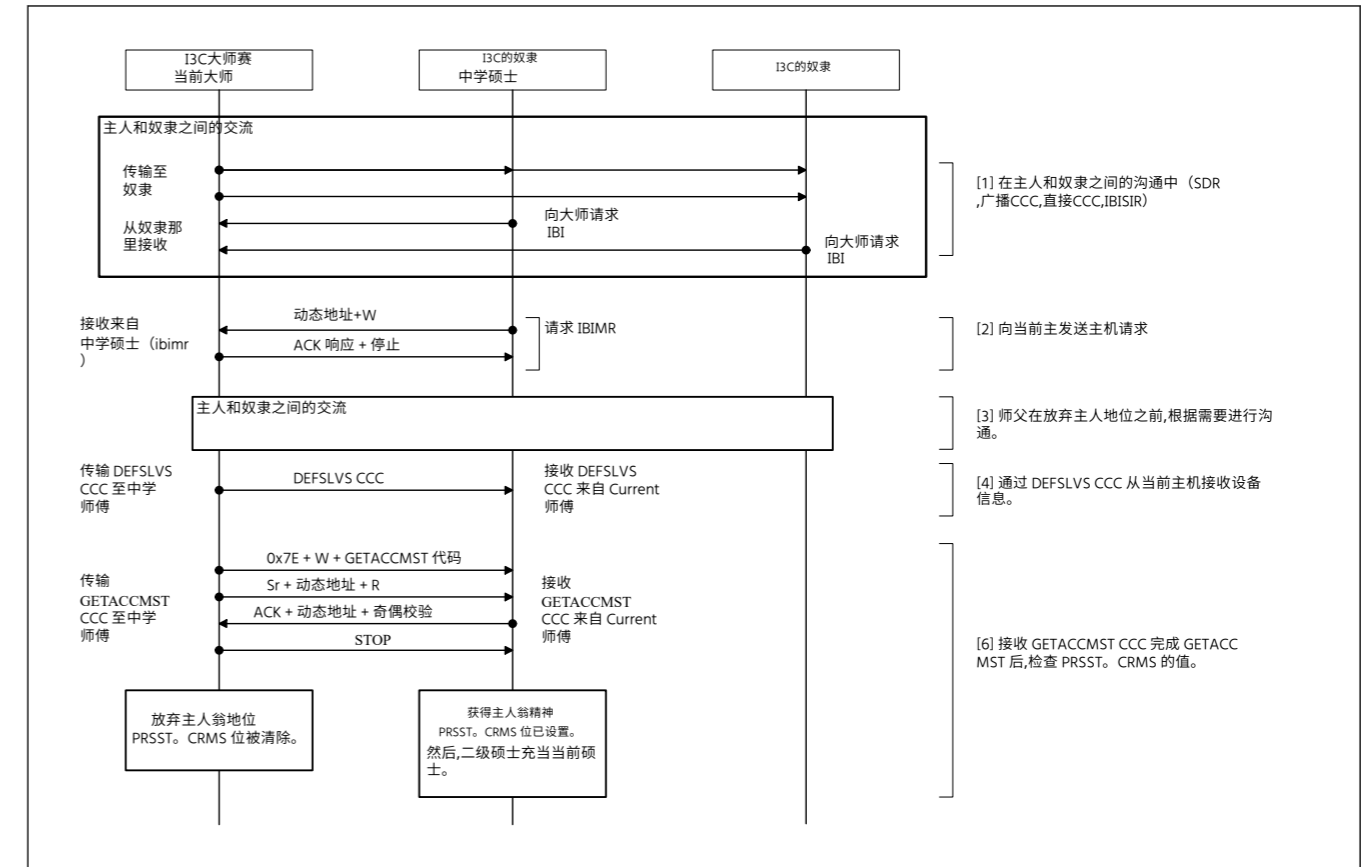 I3C大师赛
当前大师
I3C的奴隶
中学硕士
I3C的奴隶
主人和奴隶之间的交流
传输至
奴隶
从奴隶那
里接收
向大师请求
IBI
向大师请求
IBI
[1] 在主人和奴隶之间的沟通中（SDR
,广播CCC,直接CCC,IBISIR）
接收来自
中学硕士（ibimr
）
动态地址+W
ACK 响应 + 停止
请求 IBIMR
[2] 向当前主发送主机请求
主人和奴隶之间的交流
[3] 师父在放弃主人地位之前,根据需要进行沟
通。
传输 DEFSLVS
CCC 至中学
师傅
DEFSLVS CCC
接收 DEFSLVS
CCC 来自 Current
师傅
[4] 通过 DEFSLVS CCC 从当前主机接收设备
信息。
传输
GETACCMST
CCC 至中学
师傅
0x7E + W + GETACCMST 代码
Sr + 动态地址 + R
ACK + 动态地址 + 奇偶校验
STOP
接收
GETACCMST
CCC 来自 Current
师傅
[6] 接收 GETACCMST CCC 完成 GETACC
MST 后,检查 PRSST。CRMS 的值。
放弃主人翁地位
PRSST。CRMS 位被清除。
获得主人翁精神
PRSST。CRMS 位已设置。
然后,二级硕士充当当前硕
士。